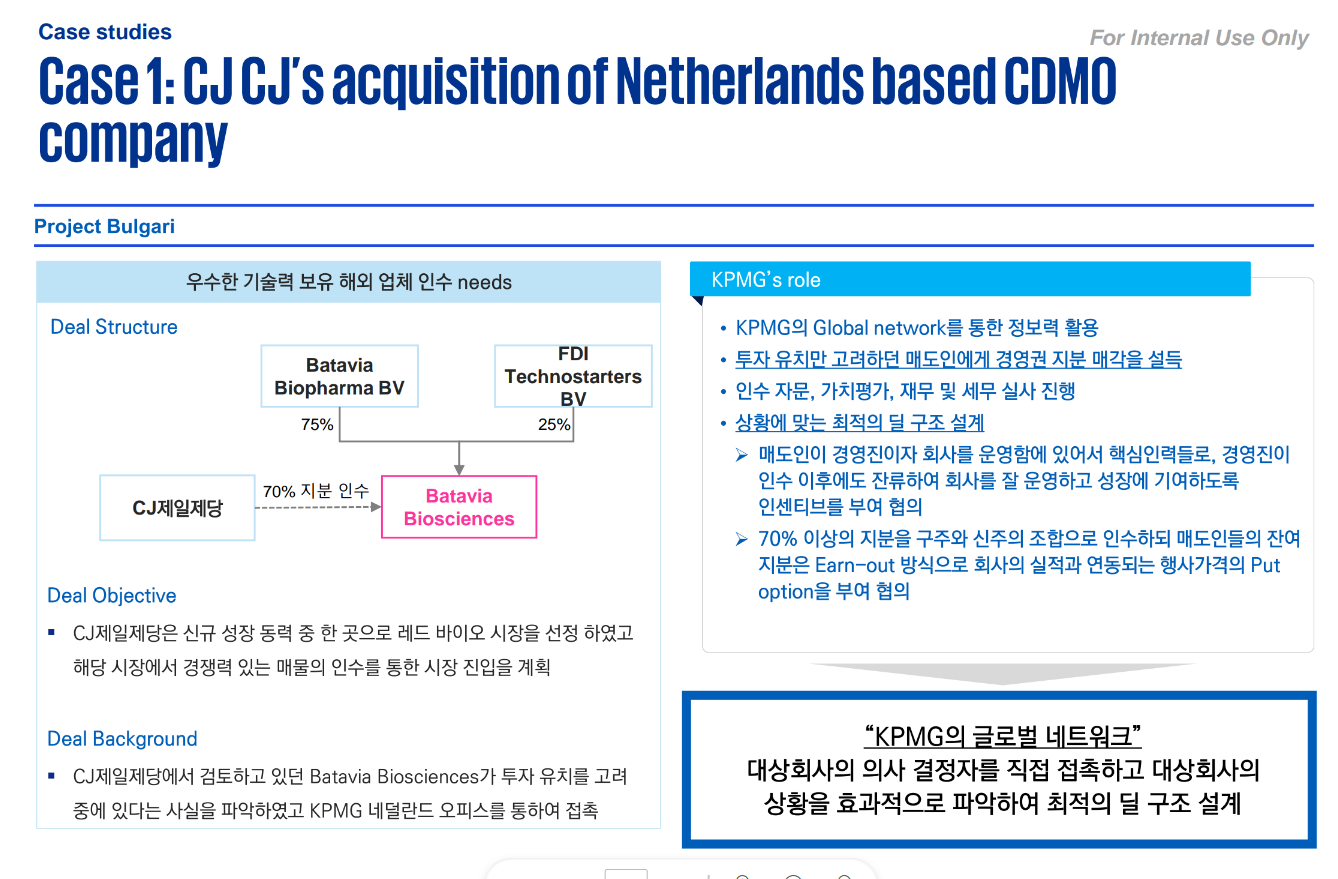 Case studies
For Internal Use Only
Case 1: CJ CJ's acquisition of Netherlands based CDMO
company
Project Bulgari
우수한 기술력 보유 해외 업체 인수 needs
Deal Structure
Batavia
Biopharma BV
FDI
Technostarters
BV
75%
25%
CJ제일제당
70% 지분 인수
Batavia
Biosciences
Deal Objective
▪ CJ제일제당은 신규 성장 동력 중 한 곳으로 레드 바이오 시장을 선정 하였고
해당 시장에서 경쟁력 있는 매물의 인수를 통한 시장 진입을 계획
Deal Background
▪ CJ제일제당에서 검토하고 있던 Batavia Biosciences가 투자 유치를 고려
중에 있다는 사실을 파악하였고 KPMG 네덜란드 오피스를 통하여 접촉
KPMG's role
• KPMG의 Global network를 통한 정보력 활용
• 투자 유치만 고려하던 매도인에게 경영권 지분 매각을 설득
• 인수 자문, 가치평가, 재무 및 세무 실사 진행
• 상황에 맞는 최적의 딜 구조 설계
➢ 매도인이 경영진이자 회사를 운영함에 있어서 핵심인력들로, 경영진이
인수 이후에도 잔류하여 회사를 잘 운영하고 성장에 기여하도록
인센티브를 부여 협의
➢ 70% 이상의 지분을 구주와 신주의 조합으로 인수하되 매도인들의 잔여
지분은 Earn-out 방식으로 회사의 실적과 연동되는 행사가격의 Put
option을 부여 협의
“KPMG의 글로벌 네트워크”
대상회사의 의사 결정자를 직접 접촉하고 대상회사의
상황을 효과적으로 파악하여 최적의 딜 구조 설계